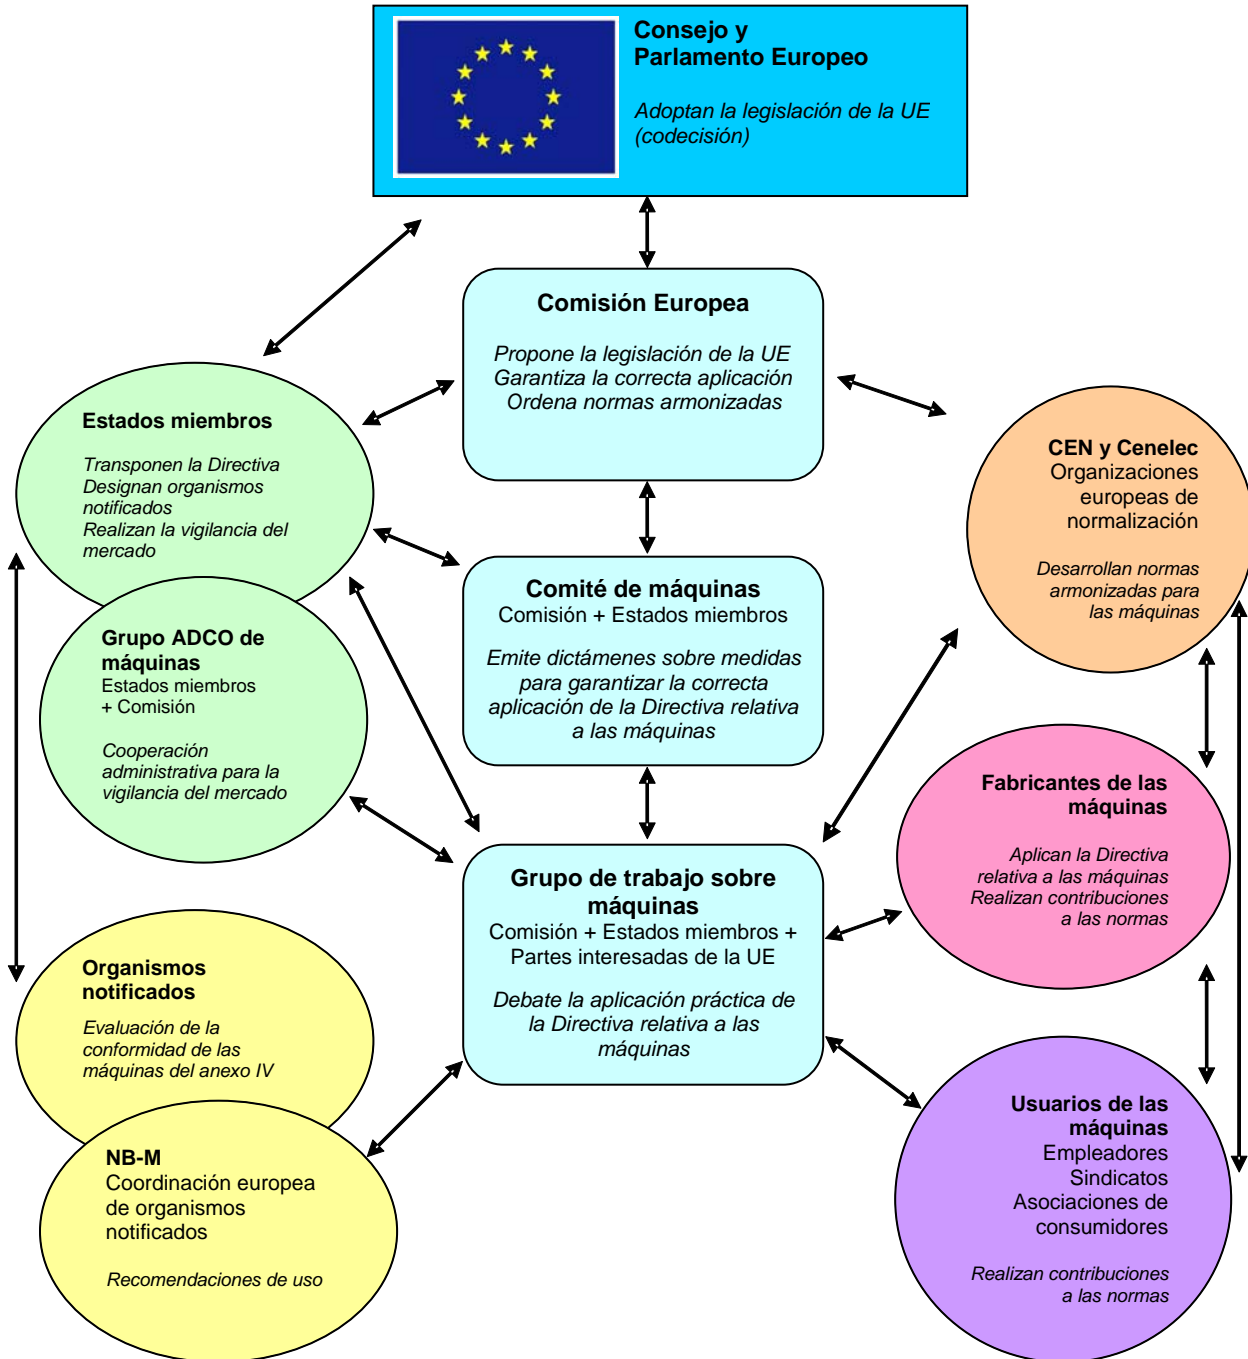 Consejo y
Parlamento Europeo
Adoptan la legislación de la UE
(codecisión)
Comisión Europea
Propone la legislación de la UE
Garantiza la correcta aplicación
Ordena normas armonizadas
Estados miembros
Transponen la Directiva
Designan organismos
notificados
Realizan la vigilancia del
mercado
CEN y Cenelec
Organizaciones
europeas de
normalización
Desarrollan normas
armonizadas para
las máquinas
Comité de máquinas
Comisión + Estados miembros
Emite dictámenes sobre medidas
para garantizar la correcta
aplicación de la Directiva relativa
a las máquinas
Grupo ADCO de
máquinas
Estados miembros
+ Comisión
Cooperación
administrativa para la
vigilancia del mercado
Fabricantes de las
máquinas
Aplican la Directiva
relativa a las máquinas
Realizan contribuciones
a las normas
Grupo de trabajo sobre
máquinas
Comisión + Estados miembros +
Partes interesadas de la UE
Debate la aplicación práctica de
la Directiva relativa a las
máquinas
Organismos
notificados
Evaluación de la
conformidad de las
máquinas del anexo IV
NB-M
Coordinación europea
de organismos
notificados
Recomendaciones de uso
Usuarios de las
máquinas
Empleadores
Sindicatos
Asociaciones de
consumidores
Realizan contribuciones
a las normas